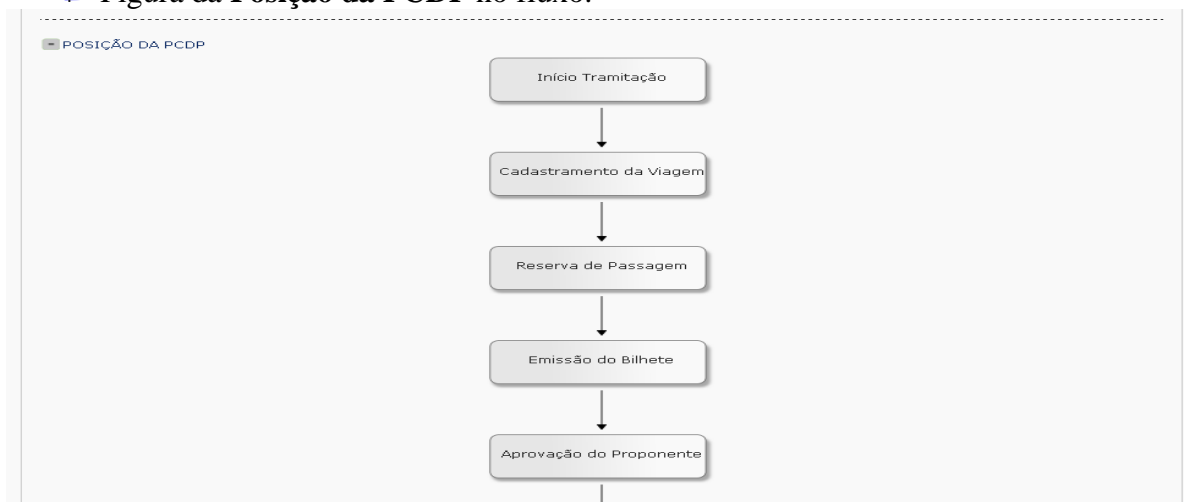 Figura da Posição da PCDP no fluxo:
POSIÇÃO DA PCDP
Início Tramitação
Cadastramento da Viagem
Reserva de Passagem
Emissão do Bilhete
Aprovação do Proponente